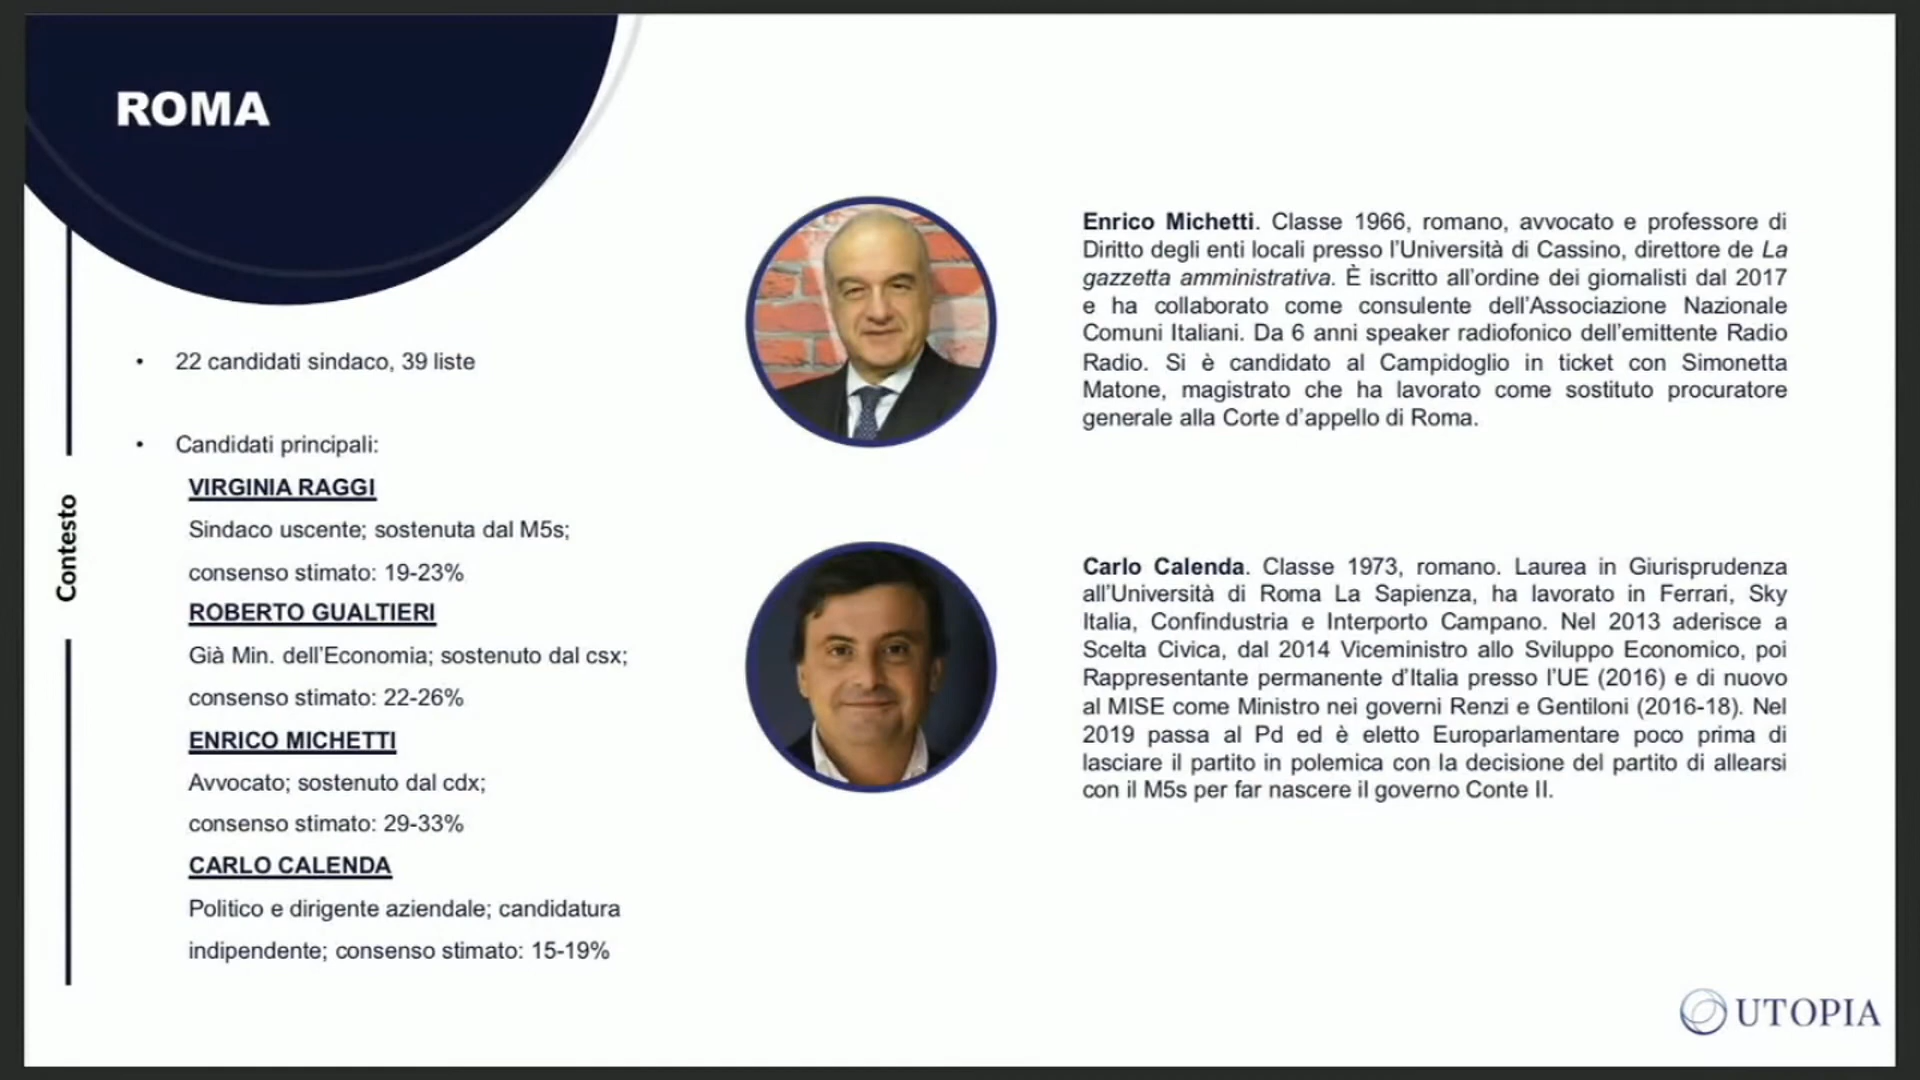 ROMA
Contesto
• 22 candidati sindaco, 39 liste
• Candidati principali:
VIRGINIA RAGGI
Sindaco uscente; sostenuta dal M5s;
consenso stimato: 19-23%
ROBERTO GUALTIERI
Già Min. dell’Economia; sostenuto dal csx;
consenso stimato: 22-26%
ENRICO MICHETTI
Avvocato; sostenuto dal cdx;
consenso stimato: 29-33%
CARLO CALENDA
Politico e dirigente aziendale; candidatura
indipendente; consenso stimato: 15-19%
Enrico Michetti. Classe 1966, romano, avvocato e professore di
Diritto degli enti locali presso l’Università di Cassino, direttore de La
gazzetta amministrativa. È iscritto all’ordine dei giornalisti dal 2017
e ha collaborato come consulente dell’Associazione Nazionale
Comuni Italiani. Da 6 anni speaker radiofonico dell’emittente Radio
Radio. Si è candidato al Campidoglio in ticket con Simonetta
Matone, magistrato che ha lavorato come sostituto procuratore
generale alla Corte d’appello di Roma.
Carlo Calenda. Classe 1973, romano. Laurea in Giurisprudenza
all’Università di Roma La Sapienza, ha lavorato in Ferrari, Sky
Italia, Confindustria e Interporto Campano. Nel 2013 aderisce a
Scelta Civica, dal 2014 Viceministro allo Sviluppo Economico, poi
Rappresentante permanente d’Italia presso l’UE (2016) e di nuovo
al MISE come Ministro nei governi Renzi e Gentiloni (2016-18). Nel
2019 passa al Pd ed è eletto Europarlamentare poco prima di
lasciare il partito in polemica con la decisione del partito di allearsi
con il M5s per far nascere il governo Conte II.
UTOPIA